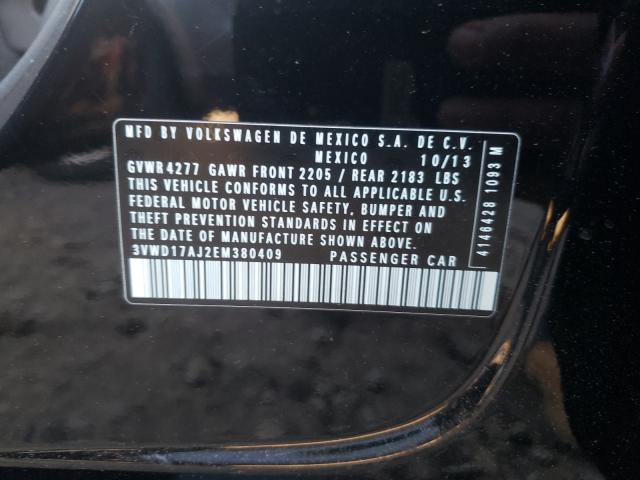 MFD BY VOLKSWAGEN DE MEXICO S.A. DE C.V.
MEXICO 10/13
GVWR 4277 GAWR FRONT 2205 / REAR 2183 LBS
THIS VEHICLE CONFORMS TO ALL APPLICABLE U.S.
FEDERAL MOTOR VEHICLE SAFETY, BUMPER AND
THEFT PREVENTION STANDARDS IN EFFECT ON
THE DATE OF MANUFACTURE SHOWN ABOVE.
3VWD17AJ2EM380409 PASSENGER CAR
4146428 1093 M